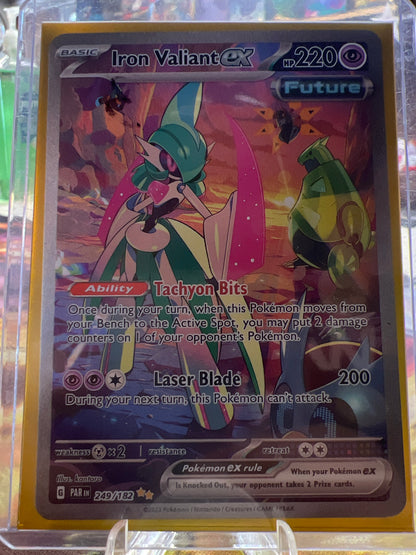 BASIC
Iron Valiant ex HP 220
Future
Ability Tachyon Bits
Once during your turn, when this Pokémon moves from
your Bench to the Active Spot, you may put 2 damage
counters on 1 of your opponent's Pokémon.
Laser Blade 200
During your next turn, this Pokémon can't attack.
weakness × 2 resistance retreat
Illus. kantaro
Pokémon ex rule
When your Pokémon ex
is Knocked Out, your opponent takes 2 Prize cards.
G PAR EN 249/182
©2023 Pokémon / Nintendo / Creatures / GAME FREAK